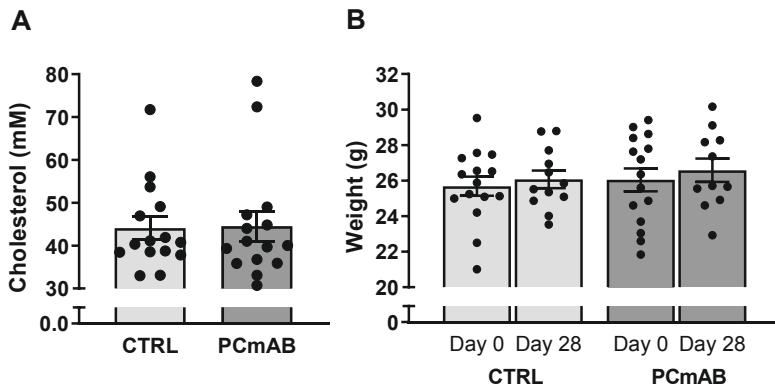 A
Cholesterol (mM)
80
70
60
50
40
30
0.0
CTRL PCmAB
B
Weight (g)
32
30
28
26
24
22
20
0
Day 0 Day 28 Day 0 Day 28
CTRL PCmAB